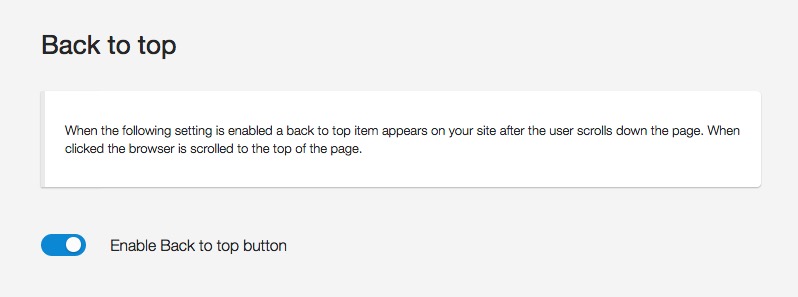 Back to top
When the following setting is enabled a back to top item appears on your site after the user scrolls down the page. When
clicked the browser is scrolled to the top of the page.
Enable Back to top button